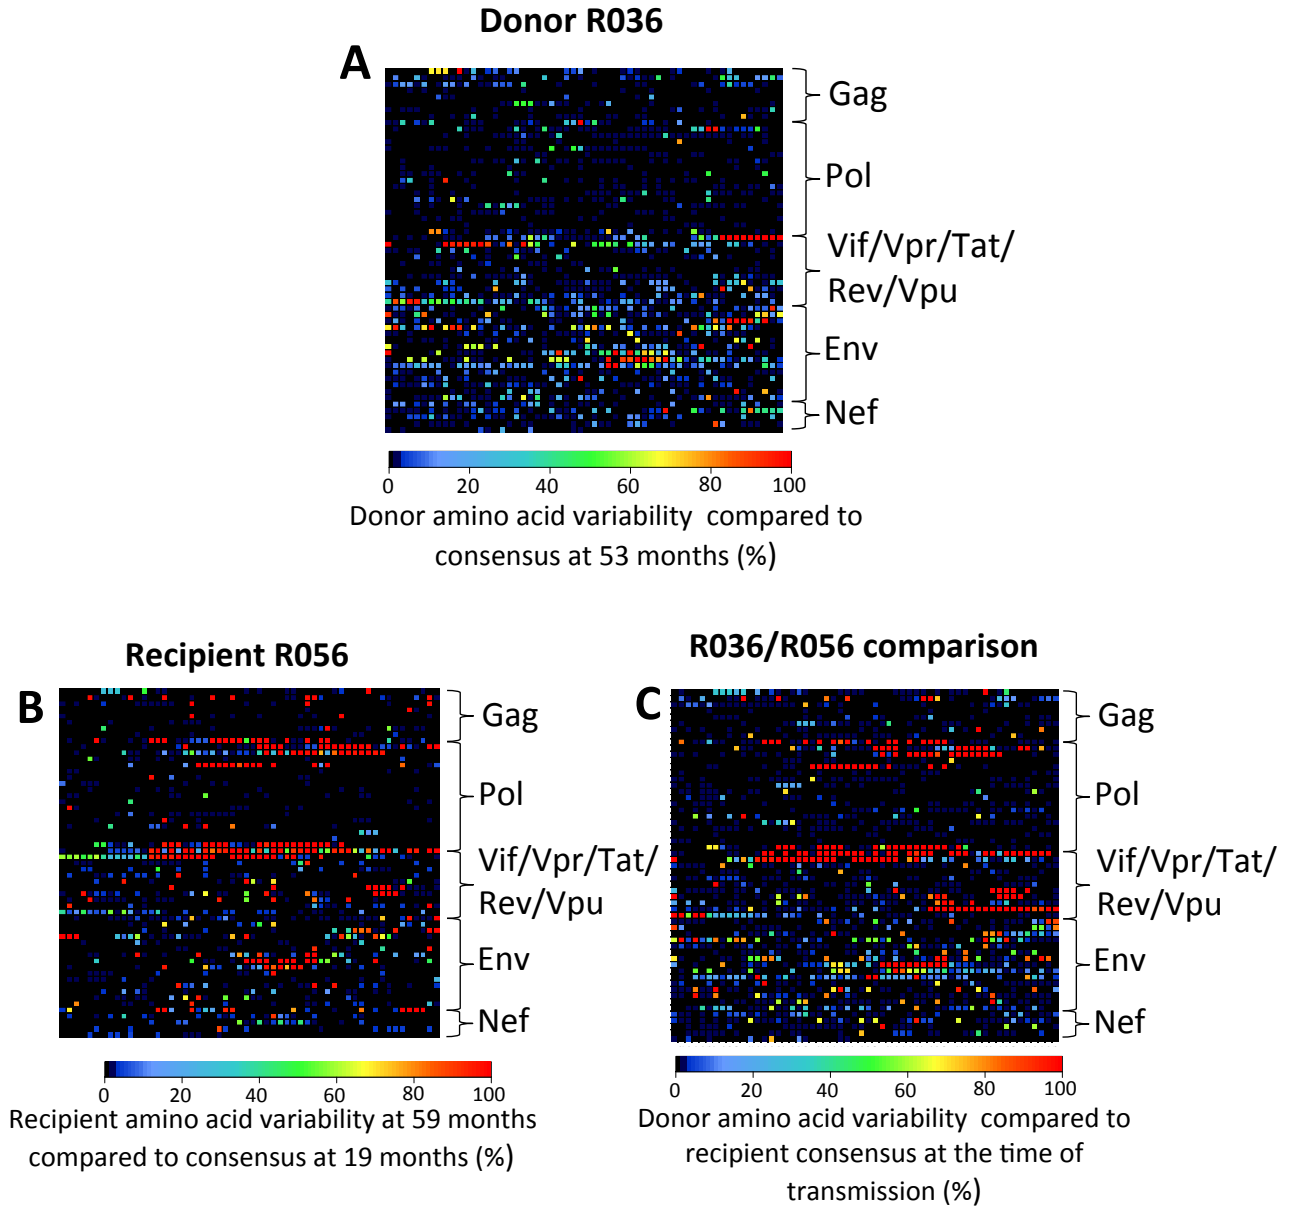 Donor R036
A
Gag
Pol
Vif/Vpr/Tat/
Rev/Vpu
Env
Nef
0 20 40 60 80 100
Donor amino acid variability compared to
consensus at 53 months (%)
Recipient R056
B
Gag
Pol
Vif/Vpr/Tat/
Rev/Vpu
Env
Nef
0 20 40 60 80 100
Recipient amino acid variability at 59 months
compared to consensus at 19 months (%)
R036/R056 comparison
C
Gag
Pol
Vif/Vpr/Tat/
Rev/Vpu
Env
Nef
0 20 40 60 80 100
Donor amino acid variability compared to
recipient consensus at the time of
transmission (%)